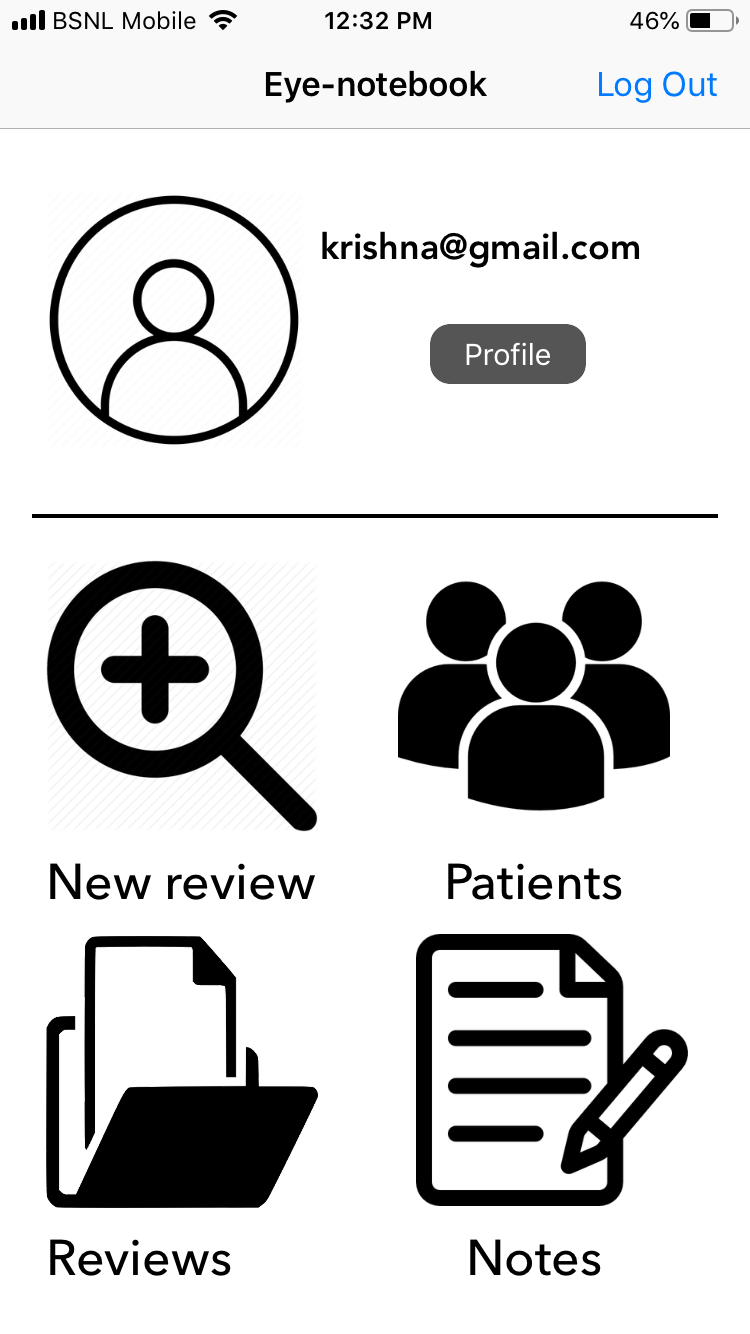 BSNL Mobile 12:32 PM 46%
Eye-notebook Log Out
krishna@gmail.com
Profile
New review Patients
Reviews Notes